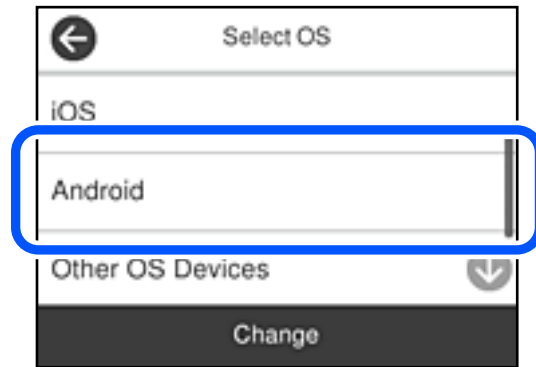 Select OS
iOS
Android
Other OS Devices
Change